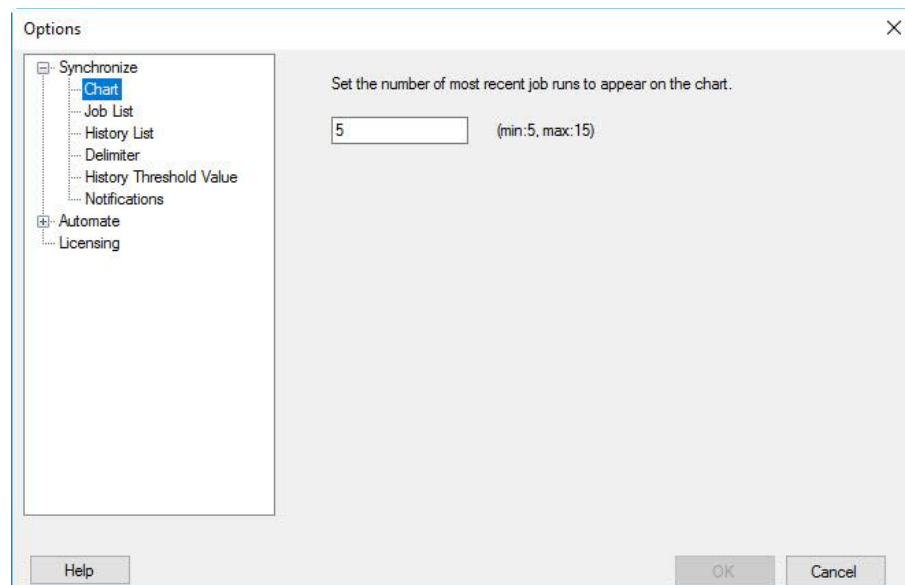 Options
Synchronize
Chart
Job List
History List
Delimiter
History Threshold Value
Notifications
Automate
Licensing
Set the number of most recent job runs to appear on the chart.
5 (min:5, max:15)
Help OK Cancel